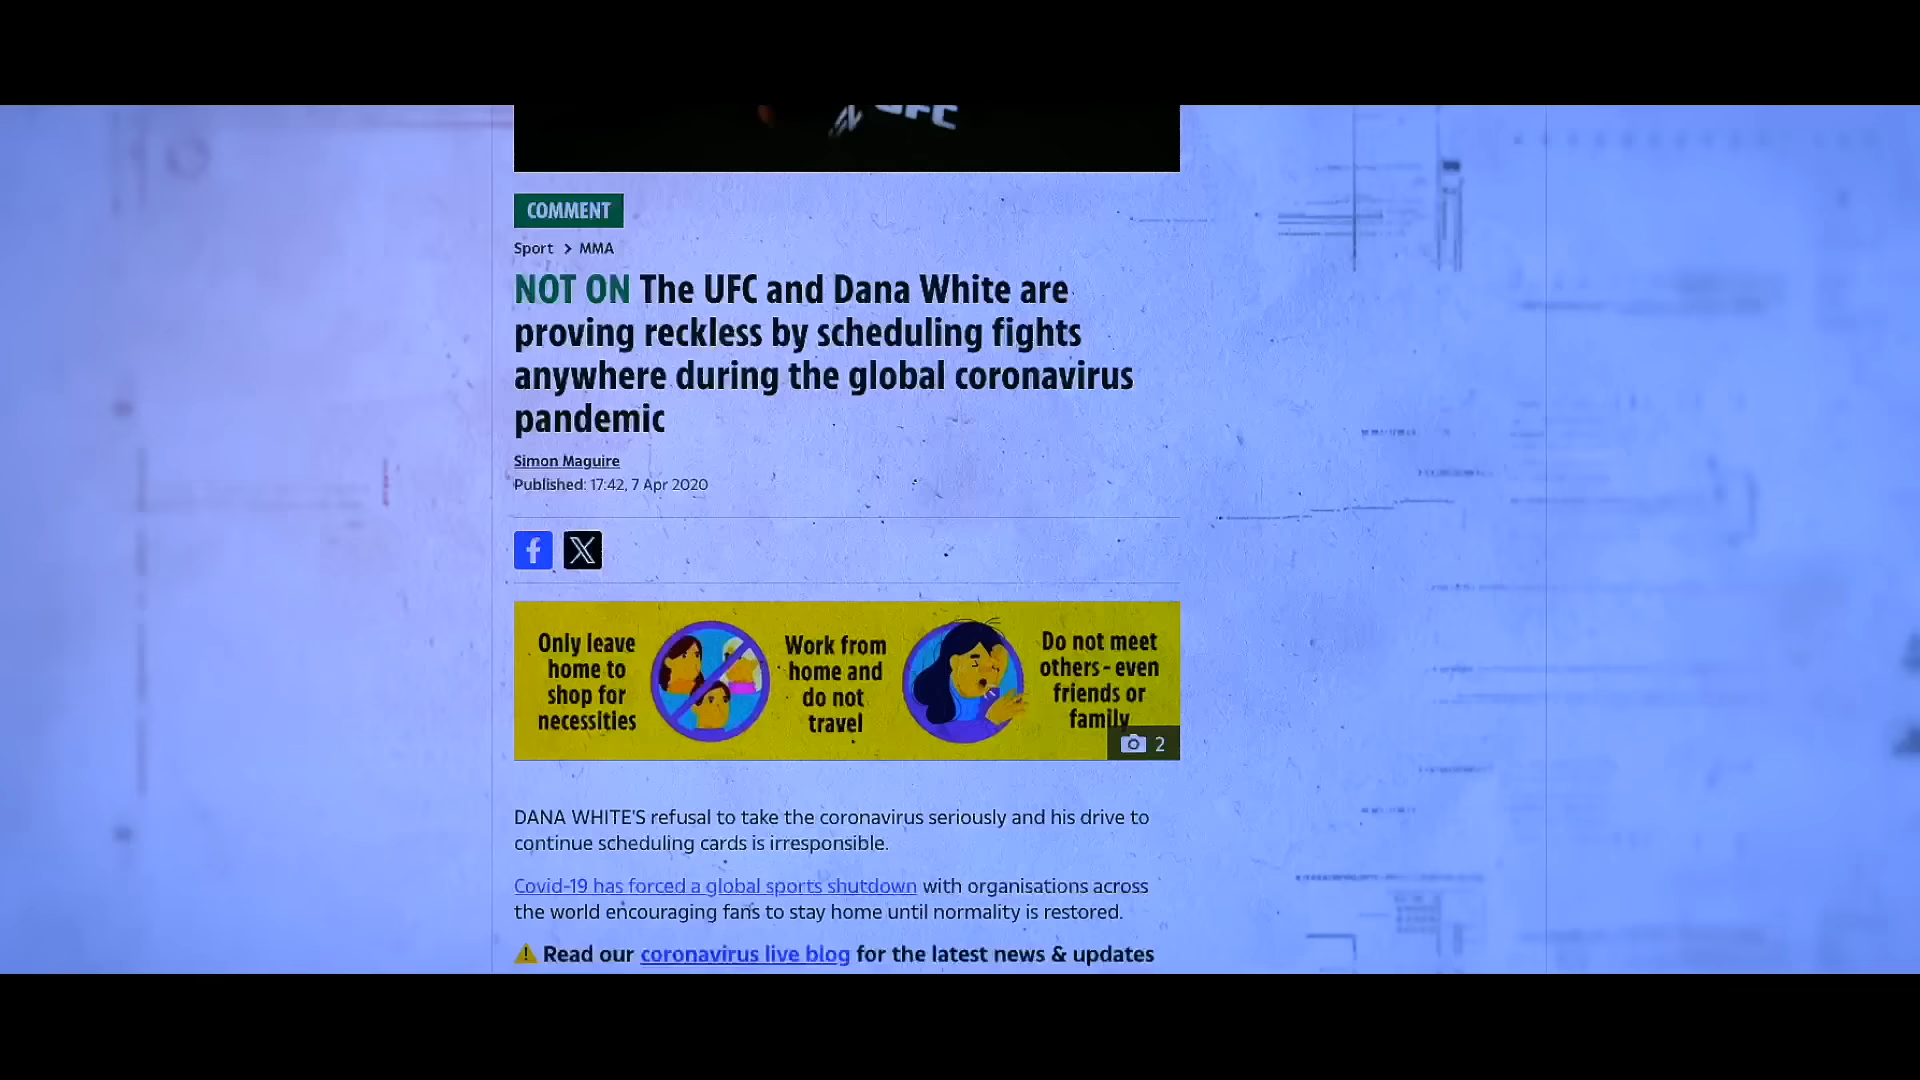 UFC
COMMENT
Sport > MMA
NOT ON The UFC and Dana White are
proving reckless by scheduling fights
anywhere during the global coronavirus
pandemic
Simon Maguire
Published: 17:42, 7 Apr 2020
Only leave
home to
shop for
necessities
Work from
home and
do not
travel
Do not meet
others - even
friends or
family
2
DANA WHITE'S refusal to take the coronavirus seriously and his drive to
continue scheduling cards is irresponsible.
Covid-19 has forced a global sports shutdown with organisations across
the world encouraging fans to stay home until normality is restored.
Read our coronavirus live blog for the latest news & updates